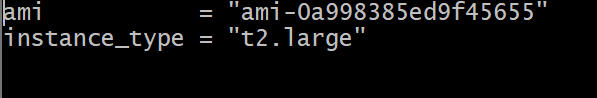 ami           = "ami-0a998385ed9f45655"
instance_type = "t2.large"